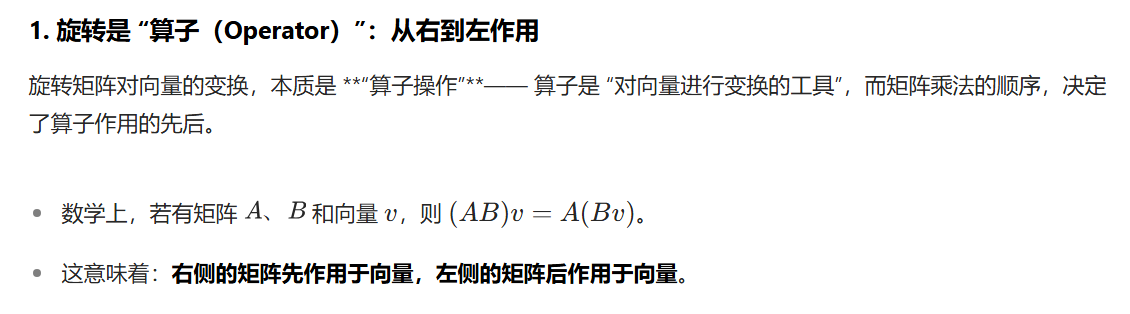 1. 旋转是 “算子（Operator）”：从右到左作用
旋转矩阵对向量的变换，本质是 **“算子操作”**—— 算子是 “对向量进行变换的工具”，而矩阵乘法的顺序，决
定了算子作用的先后。
• 数学上，若有矩阵 A、B 和向量 v，则 (AB)v = A(Bv)。
• 这意味着：右侧的矩阵先作用于向量，左侧的矩阵后作用于向量。